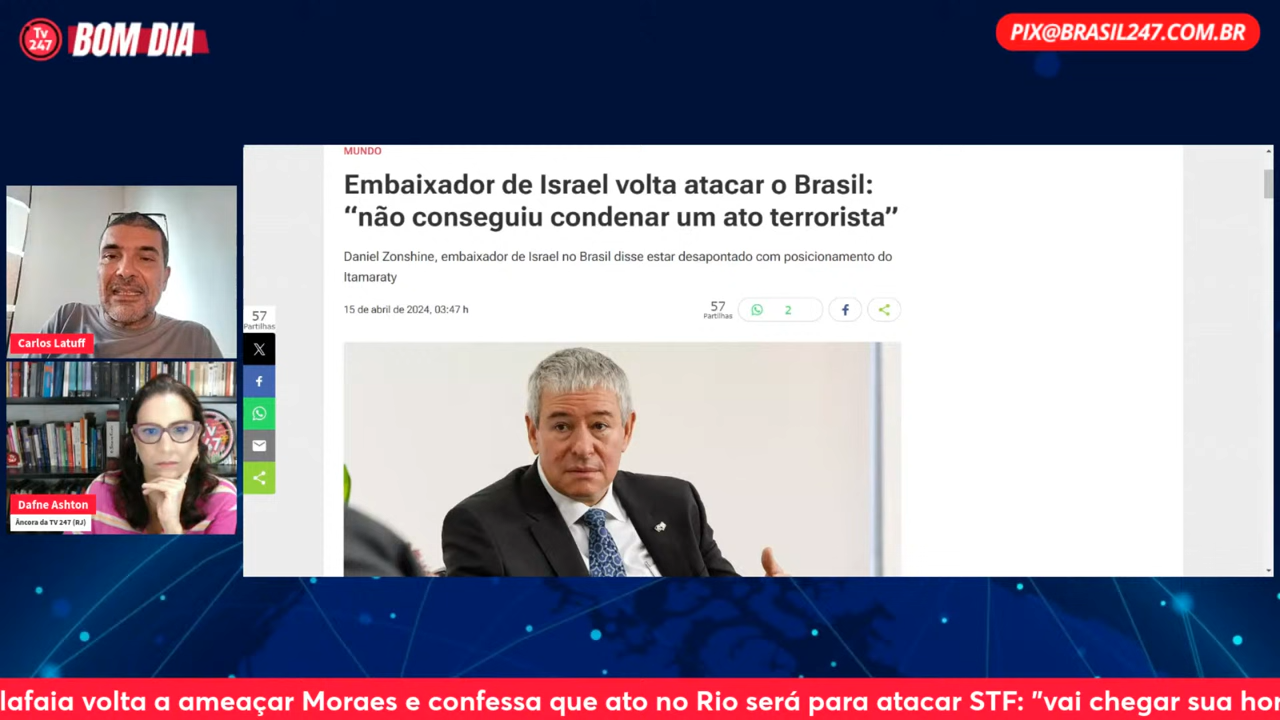 Tv 247
BOM DIA
PIX@BRASIL247.COM.BR
MUNDO
Embaixador de Israel volta atacar o Brasil:
“não conseguiu condenar um ato terrorista”
Daniel Zonshine, embaixador de Israel no Brasil disse estar desapontado com posicionamento do
Itamaraty
15 de abril de 2024, 03:47 h
57
Partilhas
2
57
Partilhas
Carlos Latuff
Dafne Ashton
Âncora da TV 247 (RJ)
lafaia volta a ameaçar Moraes e confessa que ato no Rio será para atacar STF: "vai chegar sua hor